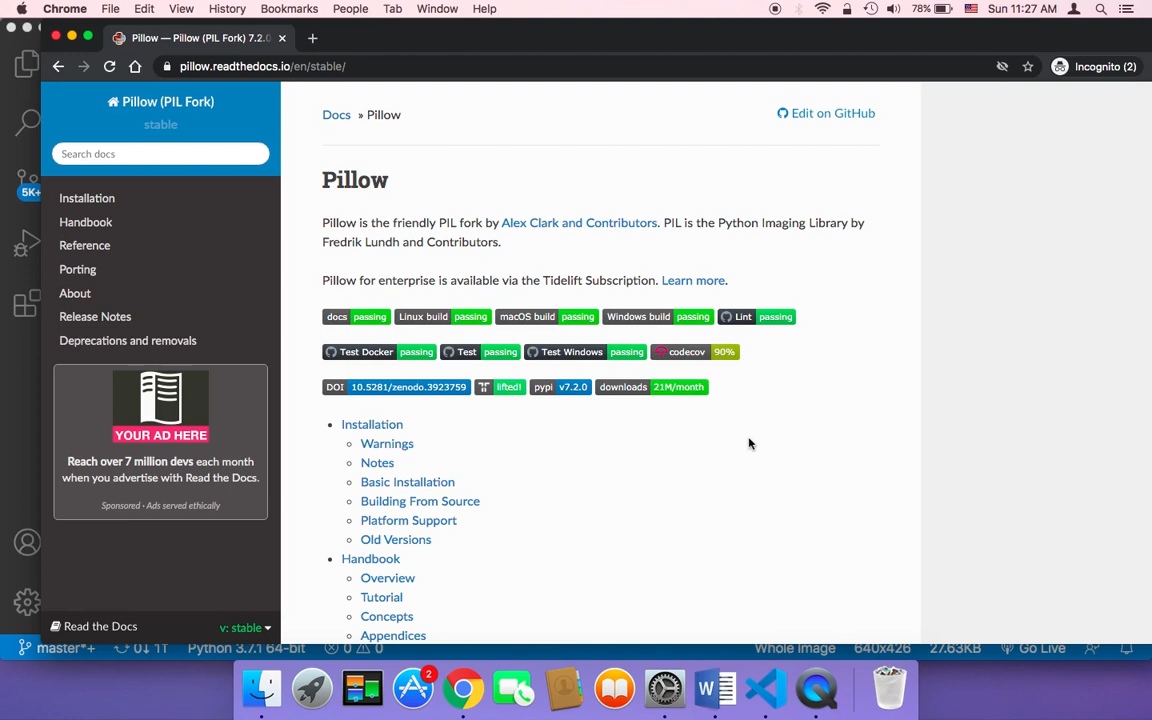 Chrome File Edit View History Bookmarks People Tab Window Help 78% Sun 11:27 AM
Pillow — Pillow (PIL Fork) 7.2.0
pillow.readthedocs.io/en/stable/ Incognito (2)
Pillow (PIL Fork)
stable
Search docs
Installation
Handbook
Reference
Porting
About
Release Notes
Deprecations and removals
YOUR AD HERE
Reach over 7 million devs each month
when you advertise with Read the Docs.
Sponsored · Ads served ethically
Read the Docs v: stable
5K+
Docs » Pillow Edit on GitHub
Pillow
Pillow is the friendly PIL fork by Alex Clark and Contributors. PIL is the Python Imaging Library by
Fredrik Lundh and Contributors.
Pillow for enterprise is available via the Tidelift Subscription. Learn more.
docs passing Linux build passing macOS build passing Windows build passing Lint passing
Test Docker passing Test passing Test Windows passing codecov 90%
DOI 10.5281/zenodo.3923759 lifted! pypi v7.2.0 downloads 21M/month
Installation
Warnings
Notes
Basic Installation
Building From Source
Platform Support
Old Versions
Handbook
Overview
Tutorial
Concepts
Appendices
master*+ 0↓ 1↑ Python 3.7.1 64-bit 0 0 Whole Image 640x426 27.63KB Go Live
2